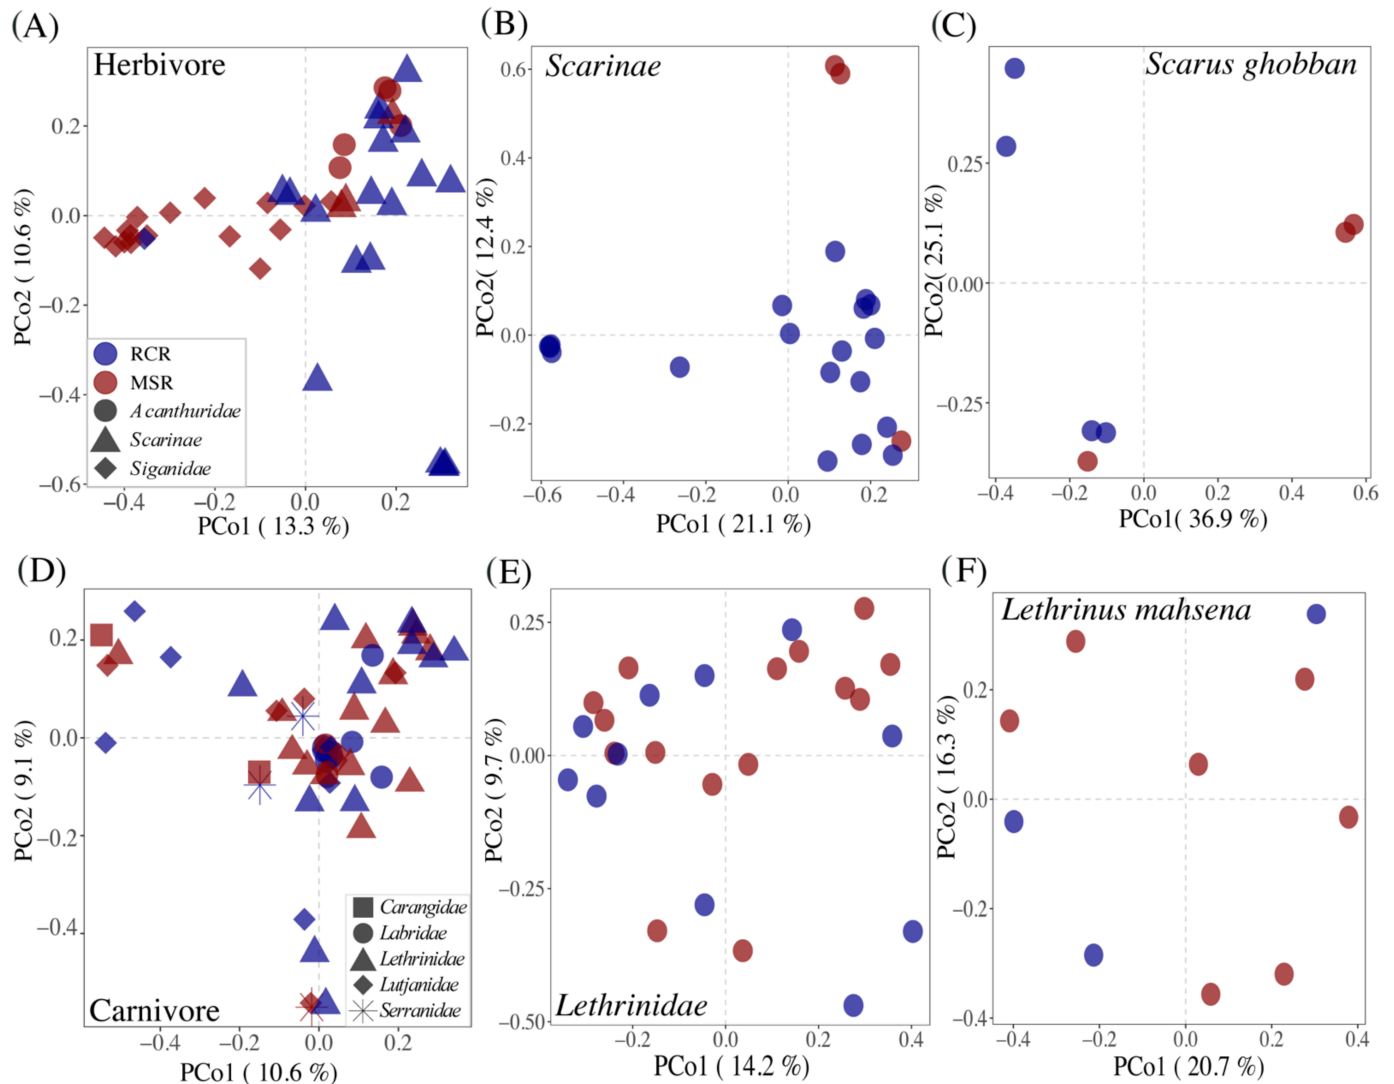 (A)
Herbivore
PCo2 ( 10.6 %)
0.2
0.0
−0.2
−0.4
−0.6
RCR
MSR
Acanthuridae
Scarinae
Siganidae
−0.4
−0.2
0.0
0.2
PCo1 ( 13.3 %)
(B)
Scarinae
PCo2( 12.4 %)
0.6
0.4
0.2
0.0
−0.2
−0.6
−0.4
−0.2
0.0
0.2
PCo1 ( 21.1 %)
(C)
Scarus ghobban
PCo2( 25.1 %)
0.25
0.00
−0.25
−0.4
−0.2
0.0
0.2
0.4
0.6
PCo1( 36.9 %)
(D)
PCo2 ( 9.1 %)
0.2
0.0
−0.2
−0.4
Carangidae
Labridae
Lethrinidae
Lutjanidae
Serranidae
Carnivore
−0.4
−0.2
0.0
0.2
PCo1 ( 10.6 %)
(E)
PCo2 ( 9.7 %)
0.25
0.00
−0.25
−0.50
Lethrinidae
−0.2
0.0
0.2
0.4
PCo1 ( 14.2 %)
(F)
Lethrinus mahsena
PCo2 ( 16.3 %)
0.2
0.0
−0.2
−0.4
−0.4
−0.2
0.0
0.2
0.4
PCo1 ( 20.7 %)